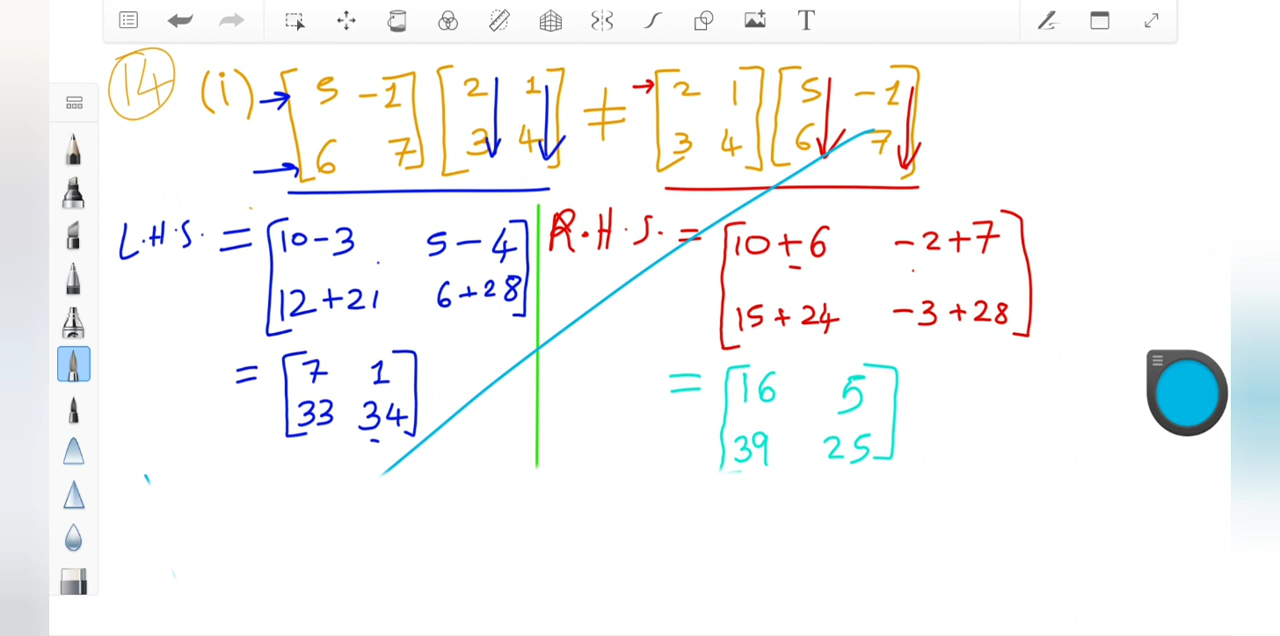 14 (i) [5 -1 [2 1] ≠ [2 1] [5 -1]
6 7] 3 4] 3 4] 6 7]
L.H.S. = [10-3 5-4] R.H.S. = [10+6 -2+7]
[12+21 6+28] [15+24 -3+28]
= [7 1] = [16 5]
[33 34] [39 25]
T